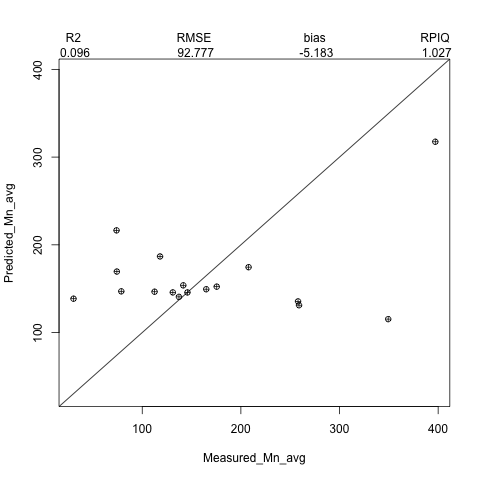 R2 RMSE bias RPIQ
0.096 92.777 -5.183 1.027
400
300
200
100
Predicted_Mn_avg
100 200 300 400
Measured_Mn_avg